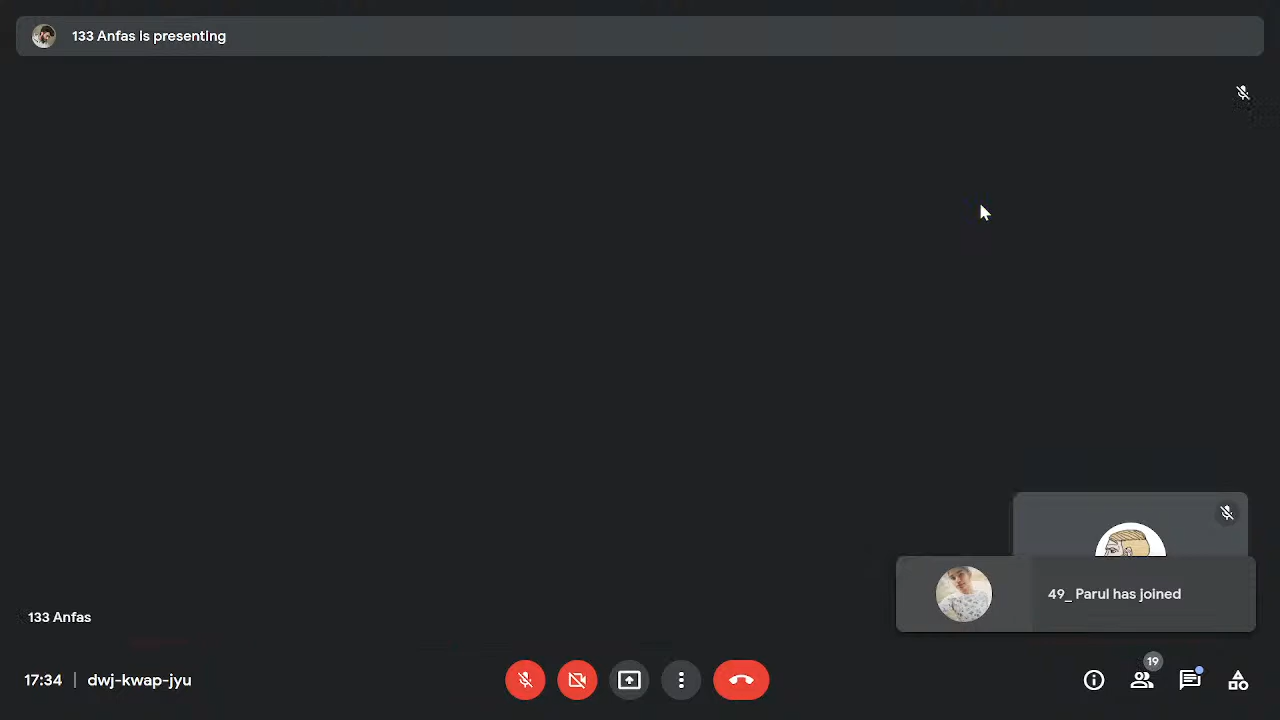 133 Anfas is presenting
133 Anfas
49_ Parul has joined
17:34 | dwj-kwap-jyu
19